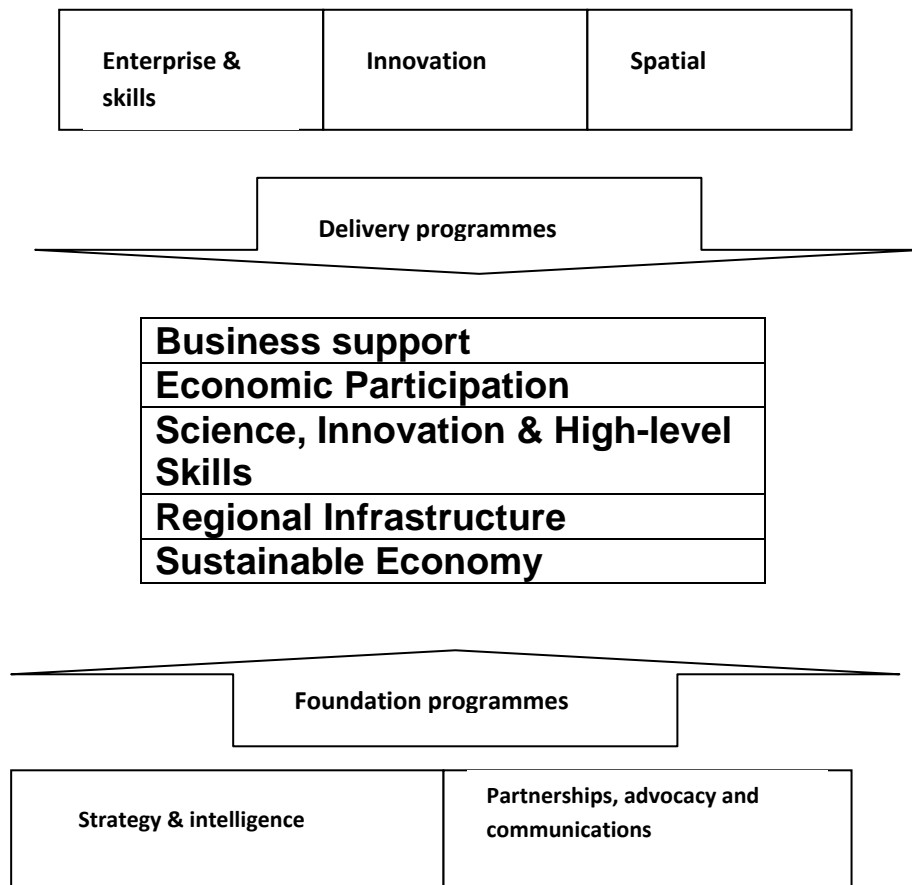 Enterprise &
skills
Innovation
Spatial
Delivery programmes
Business support
Economic Participation
Science, Innovation & High-level
Skills
Regional Infrastructure
Sustainable Economy
Foundation programmes
Strategy & intelligence
Partnerships, advocacy and
communications